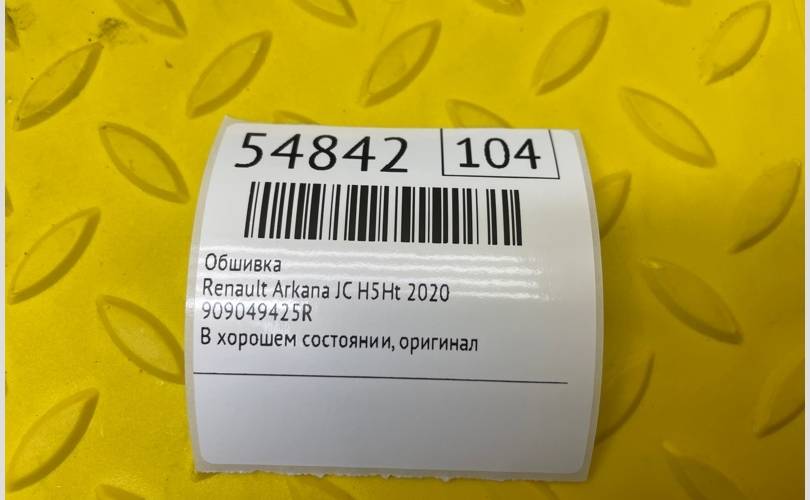 54842 104
Обшивка
Renault Arkana JC H5Ht 2020
909049425R
В хорошем состоянии, оригинал